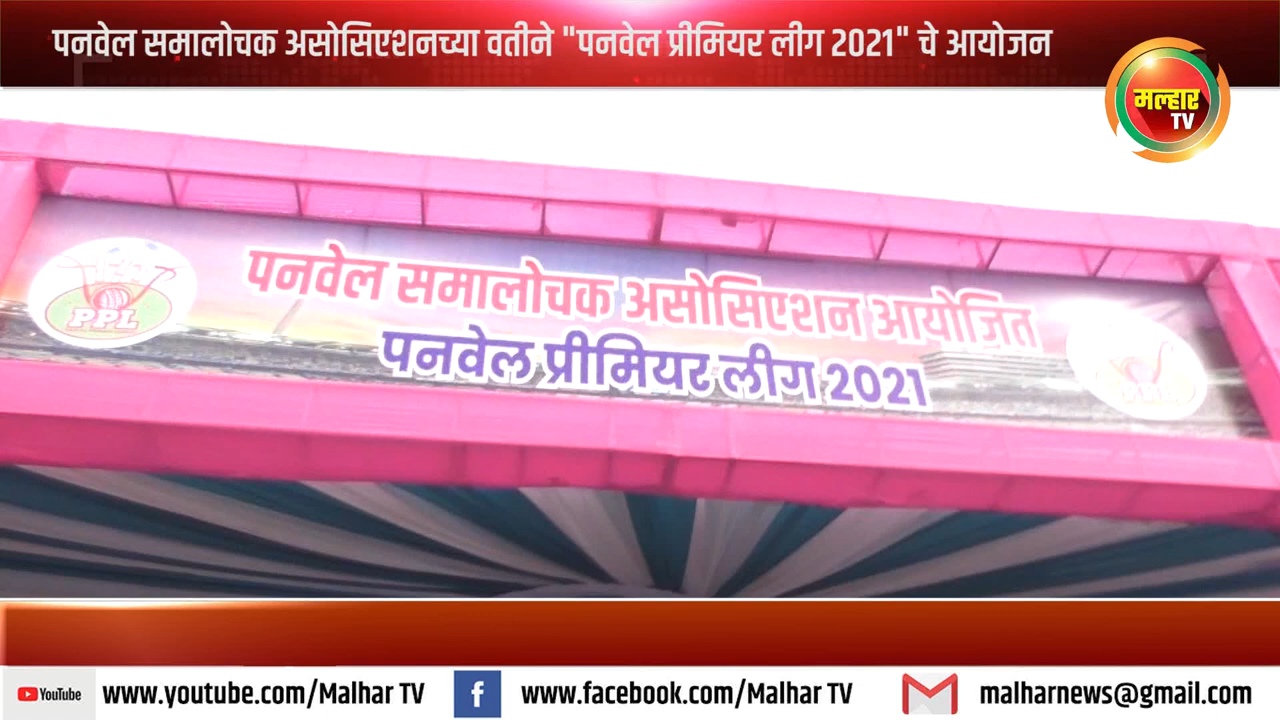 पनवेल समालोचक असोसिएशनच्या वतीने "पनवेल प्रीमियर लीग 2021" चे आयोजन
मल्हार
TV
पनवेल समालोचक असोसिएशन आयोजित
पनवेल प्रीमियर लीग 2021
PPL
YouTube
www.youtube.com/Malhar TV
www.facebook.com/Malhar TV
malharnews@gmail.com